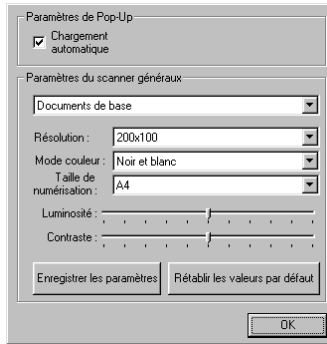 Paramètres de Pop-Up
Chargement
automatique
Paramètres du scanner généraux
Documents de base
Résolution :
200x100
Mode couleur :
Noir et blanc
Taille de
numérisation :
A4
Luminosité :
Contraste :
Enregistrer les paramètres
Rétablir les valeurs par défaut
OK